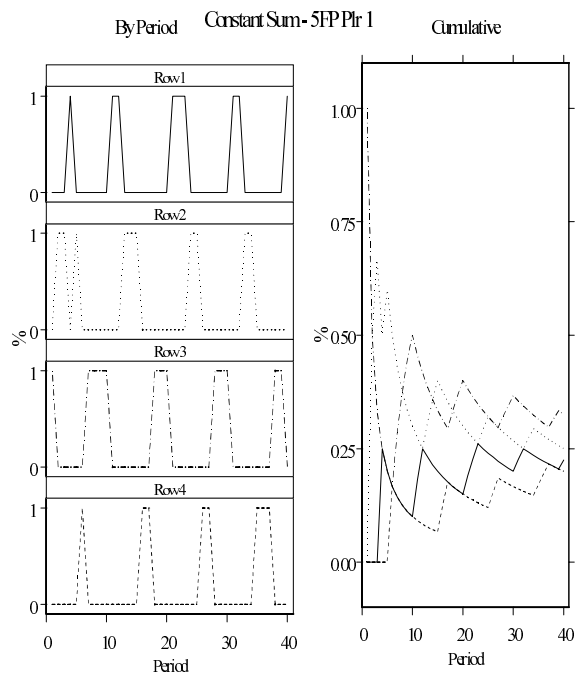 Constant Sum - 5FP Plr 1
By Period
Cumulative
Row1
1
0
Row2
1
0
Row3
1
0
Row4
1
0
%
0 10 20 30 40
Period
1.00
0.75
0.50
0.25
0.00
%
0 10 20 30 40
Period